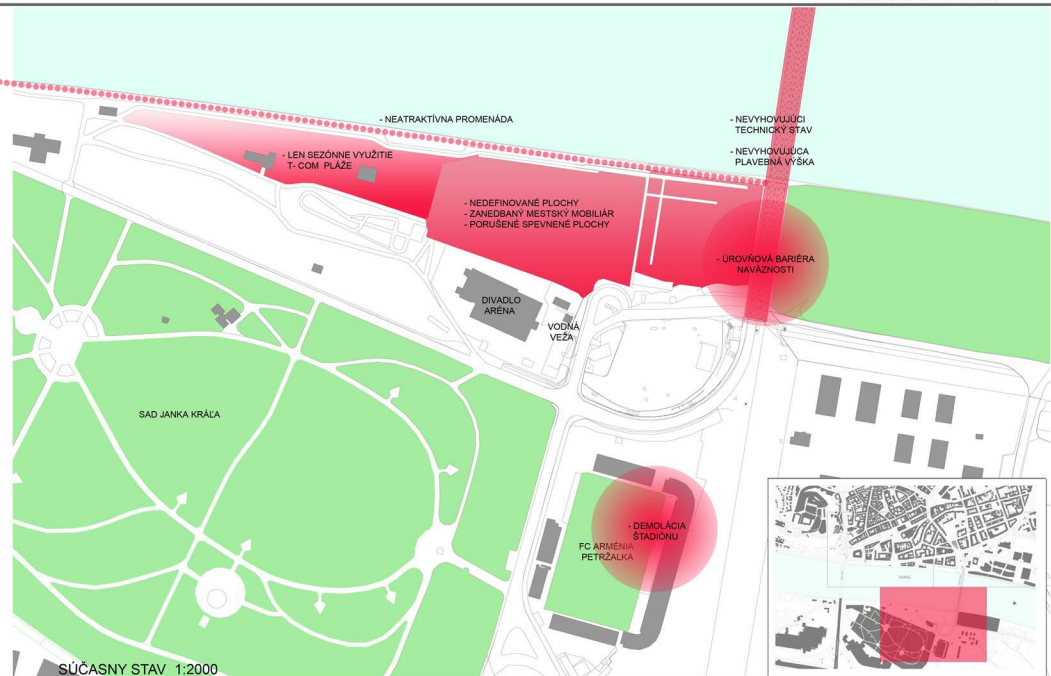 - NEATRAKTÍVNA PROMENÁDA
- NEVYHOVUJÚCI
TECHNICKÝ STAV
- NEVYHOVUJÚCA
PLAVEBNÁ VÝŠKA
- LEN SEZÓNNE VYUŽITIE
T- COM PLÁŽE
- NEDEFINOVANÉ PLOCHY
- ZANEDBANÝ MESTSKÝ MOBILIÁR
- PORUŠENÉ SPEVNENÉ PLOCHY
- ÚROVŇOVÁ BARIÉRA
NAVÄZNOSTI
DIVADLO
ARÉNA
VODNÁ
VEŽA
SAD JANKA KRÁĽA
- DEMOLÁCIA
ŠTADIÓNU
FC ARMÉNIA
PETRŽALKA
SÚČASNY STAV 1:2000